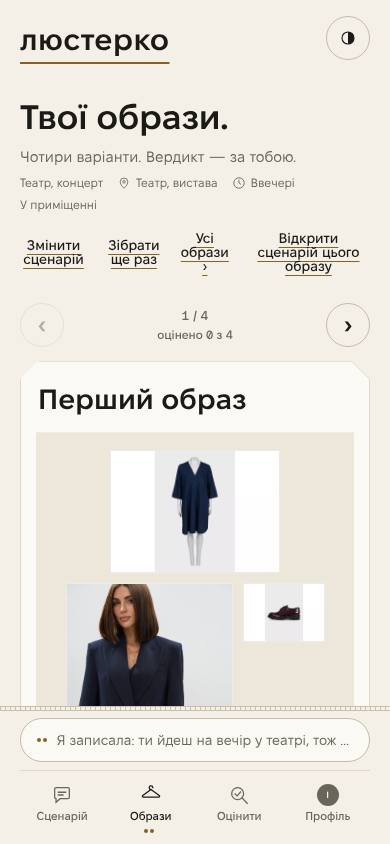 люстерко
Твої образи.
Чотири варіанти. Вердикт — за тобою.
Театр, концерт Театр, вистава Ввечері
У приміщенні
Змінити сценарій
Зібрати ще раз
Усі образи ›
Відкрити сценарій цього образу
‹ 1 / 4 ›
оцінено 0 з 4
Перший образ
Я записала: ти йдеш на вечір у театрі, тож ...
Сценарій Образи Оцінити Профіль